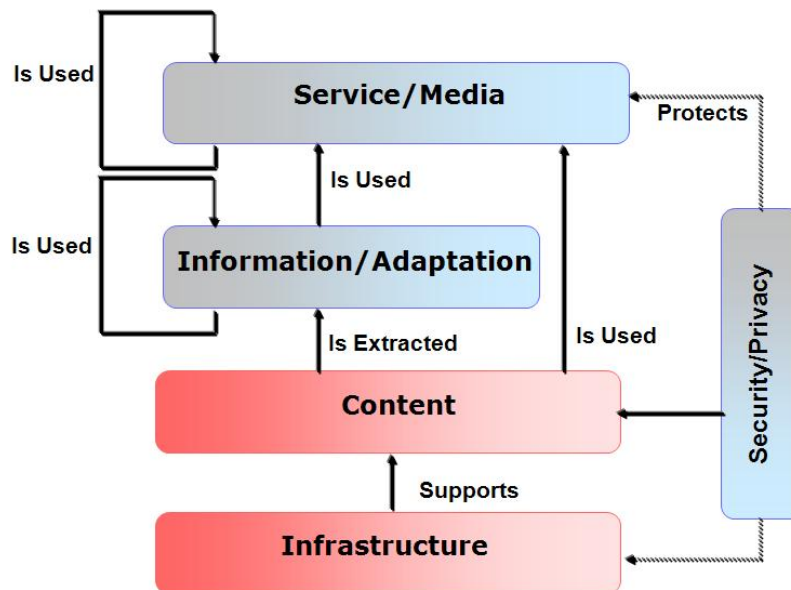 Is Used
Service/Media
Protects
Is Used
Is Used
Information/Adaptation
Is Extracted
Is Used
Content
Security/Privacy
Supports
Infrastructure